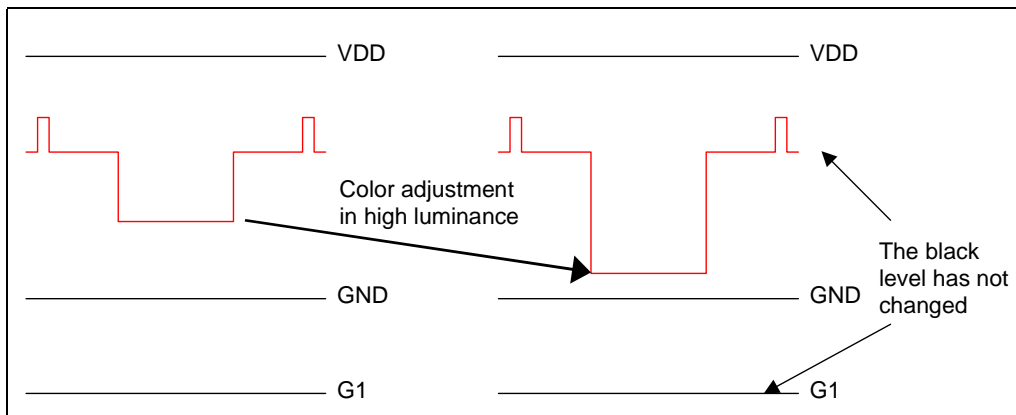 VDD
VDD
Color adjustment
in high luminance
The black
level has not
changed
GND
GND
G1
G1